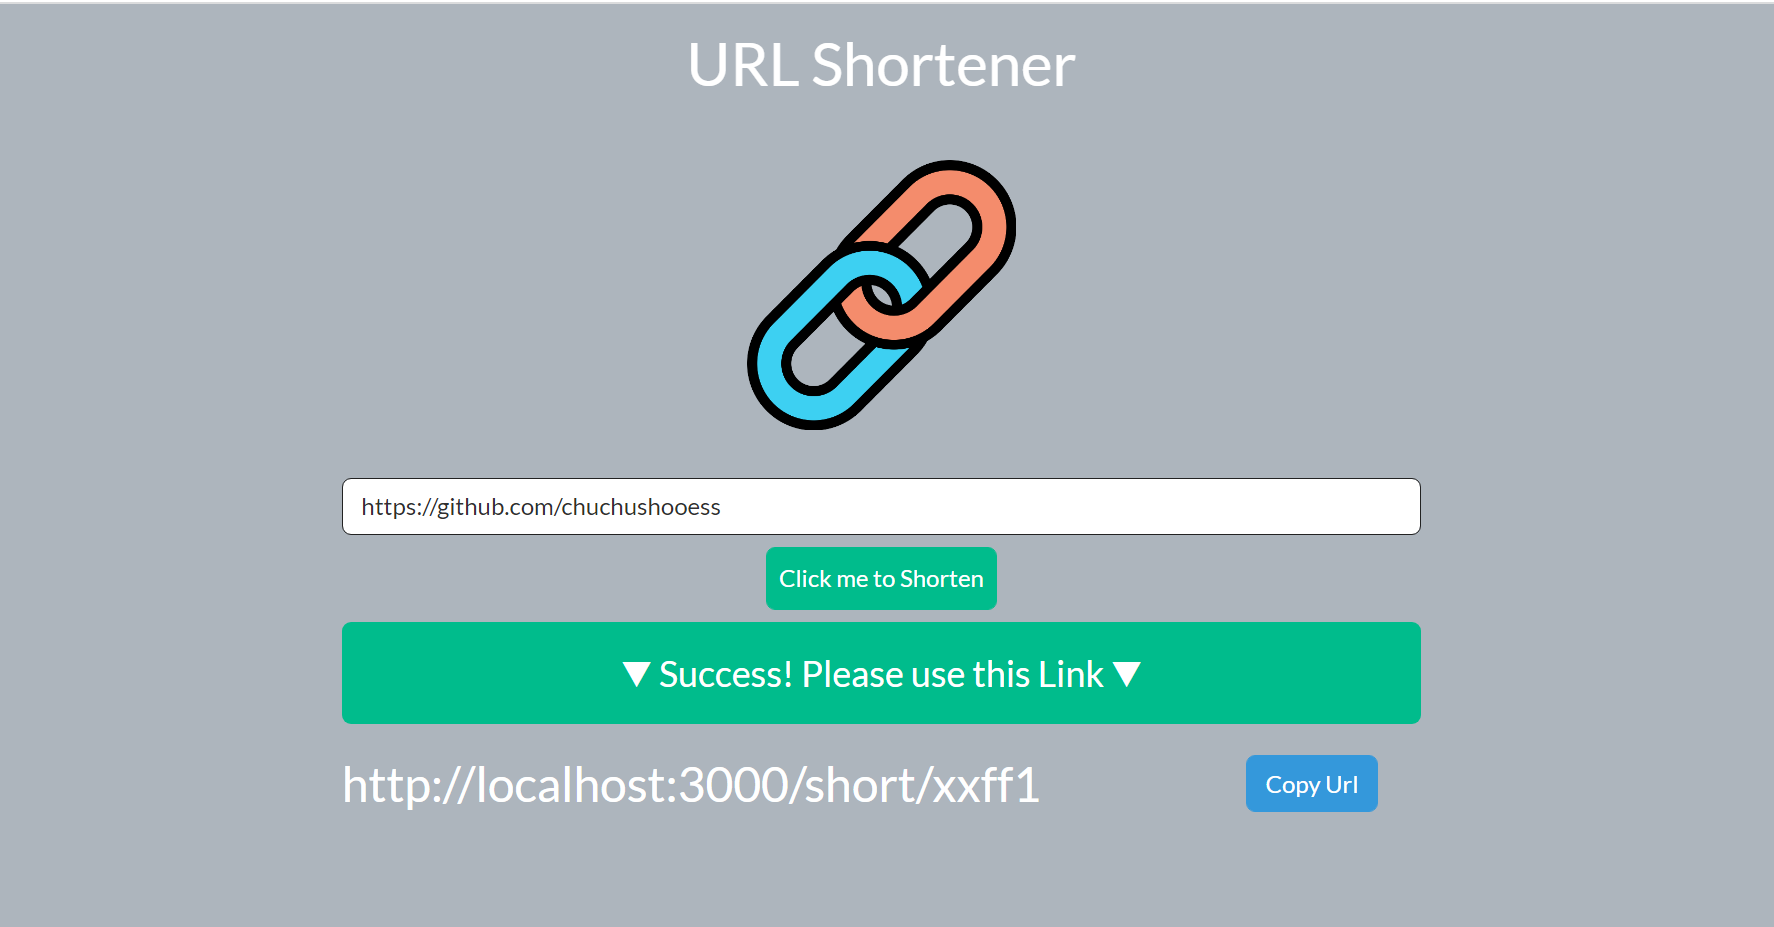 URL Shortener
https://github.com/chuchushooess
Click me to Shorten
▼ Success! Please use this Link ▼
http://localhost:3000/short/xxff1
Copy Url